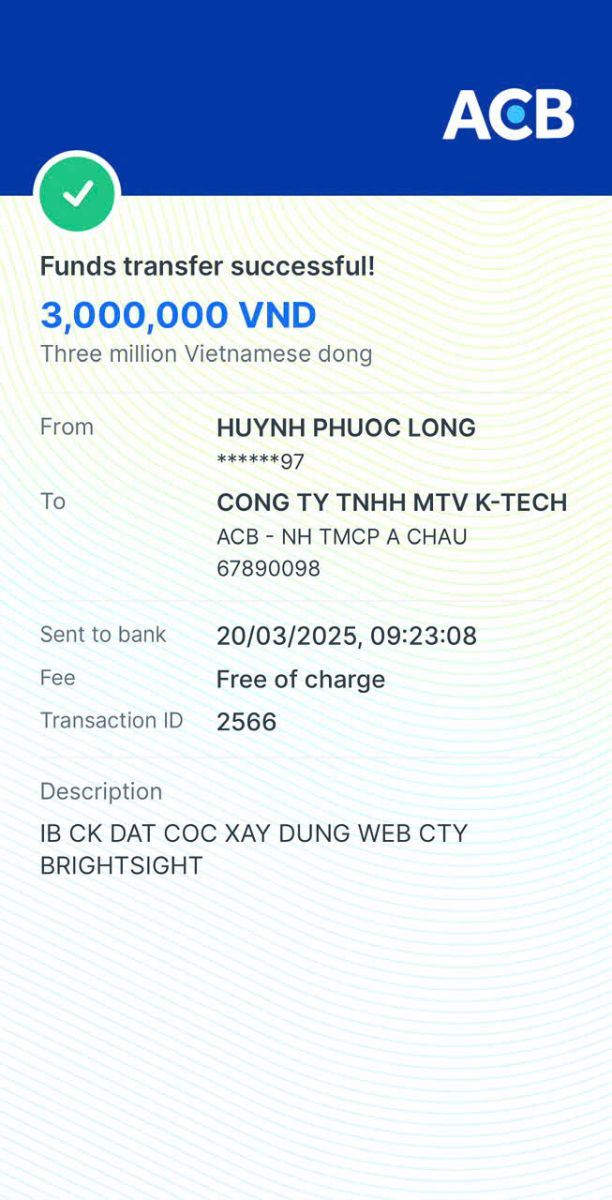 ACB
Funds transfer successful!
3,000,000 VND
Three million Vietnamese dong
From HUYNH PHUOC LONG
******97
To CONG TY TNHH MTV K-TECH
ACB - NH TMCP A CHAU
67890098
Sent to bank 20/03/2025, 09:23:08
Fee Free of charge
Transaction ID 2566
Description
IB CK DAT COC XAY DUNG WEB CTY
BRIGHTSIGHT